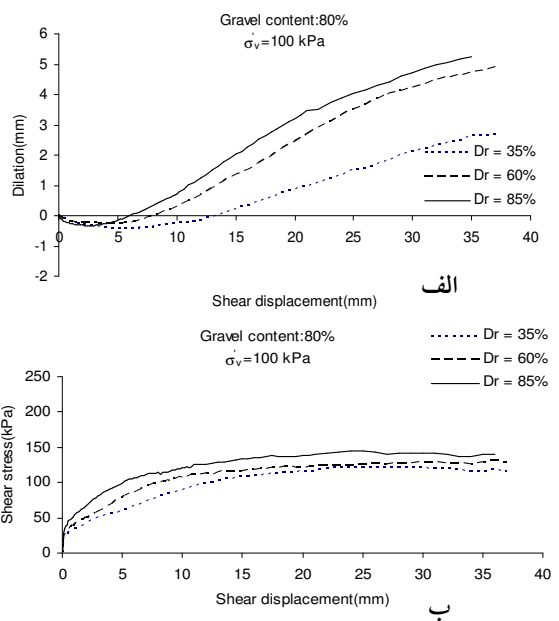 Gravel content:80%
σ'v=100 kPa
6
5
4
3
2
1
0
-1
-2
Dilation(mm)
0 5 10 15 20 25 30 35 40
Dr = 35%
Dr = 60%
Dr = 85%
Shear displacement(mm)
الف
Gravel content:80%
σ'v=100 kPa
Dr = 35%
Dr = 60%
Dr = 85%
250
200
150
100
50
0
Shear stress(kPa)
0 5 10 15 20 25 30 35 40
Shear displacement(mm)
ب